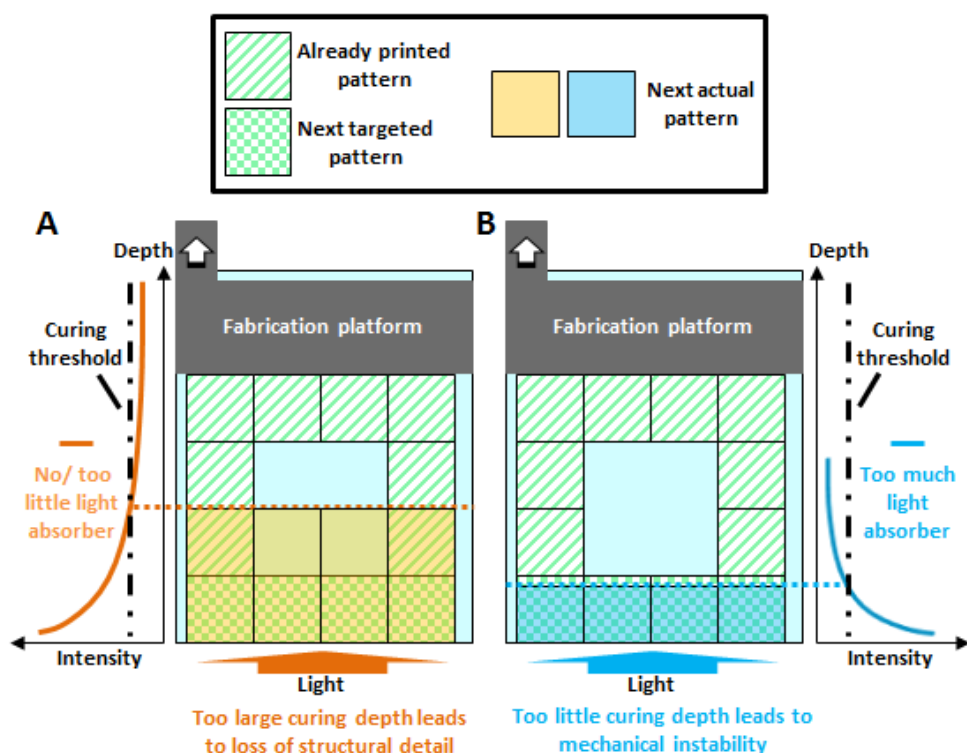 Already printed
pattern
Next targeted
pattern
Next actual
pattern
A
Depth
Curing
threshold
No/ too
little light
absorber
Intensity
Fabrication platform
Light
Too large curing depth leads
to loss of structural detail
B
Fabrication platform
Depth
Curing
threshold
Too much
light
absorber
Intensity
Light
Too little curing depth leads to
mechanical instability